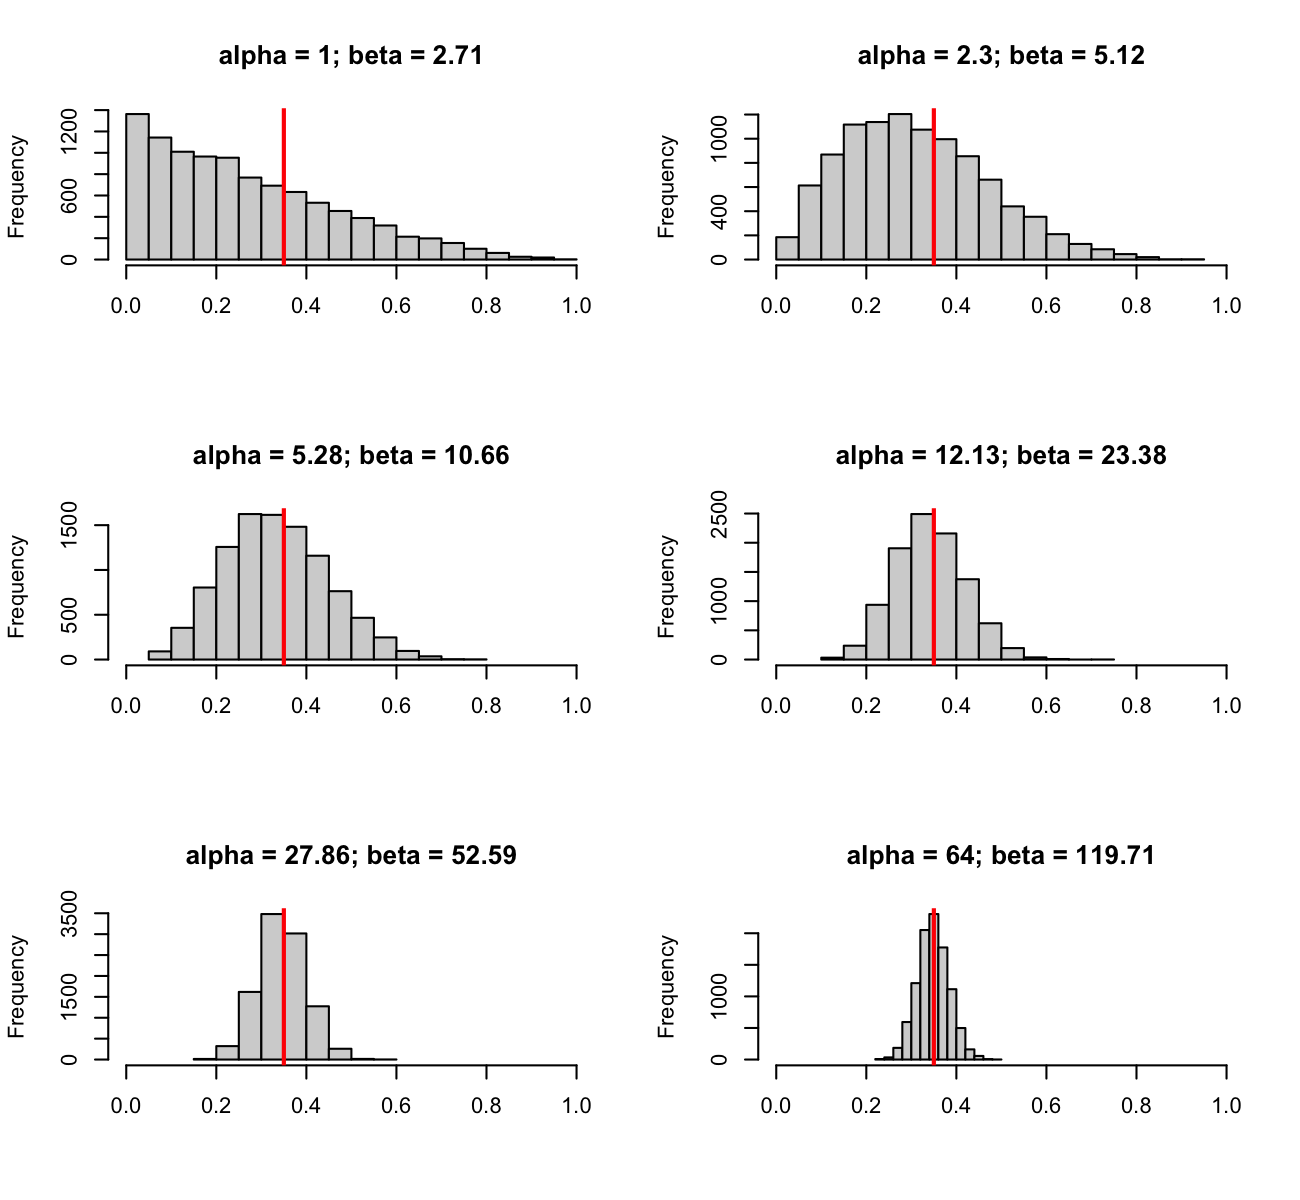 alpha = 1; beta = 2.71
Frequency
0 600 1200
0.0 0.2 0.4 0.6 0.8 1.0
alpha = 2.3; beta = 5.12
Frequency
0 400 1000
0.0 0.2 0.4 0.6 0.8 1.0
alpha = 5.28; beta = 10.66
Frequency
0 500 1500
0.0 0.2 0.4 0.6 0.8 1.0
alpha = 12.13; beta = 23.38
Frequency
0 1000 2500
0.0 0.2 0.4 0.6 0.8 1.0
alpha = 27.86; beta = 52.59
Frequency
0 1500 3500
0.0 0.2 0.4 0.6 0.8 1.0
alpha = 64; beta = 119.71
Frequency
0 1000
0.0 0.2 0.4 0.6 0.8 1.0